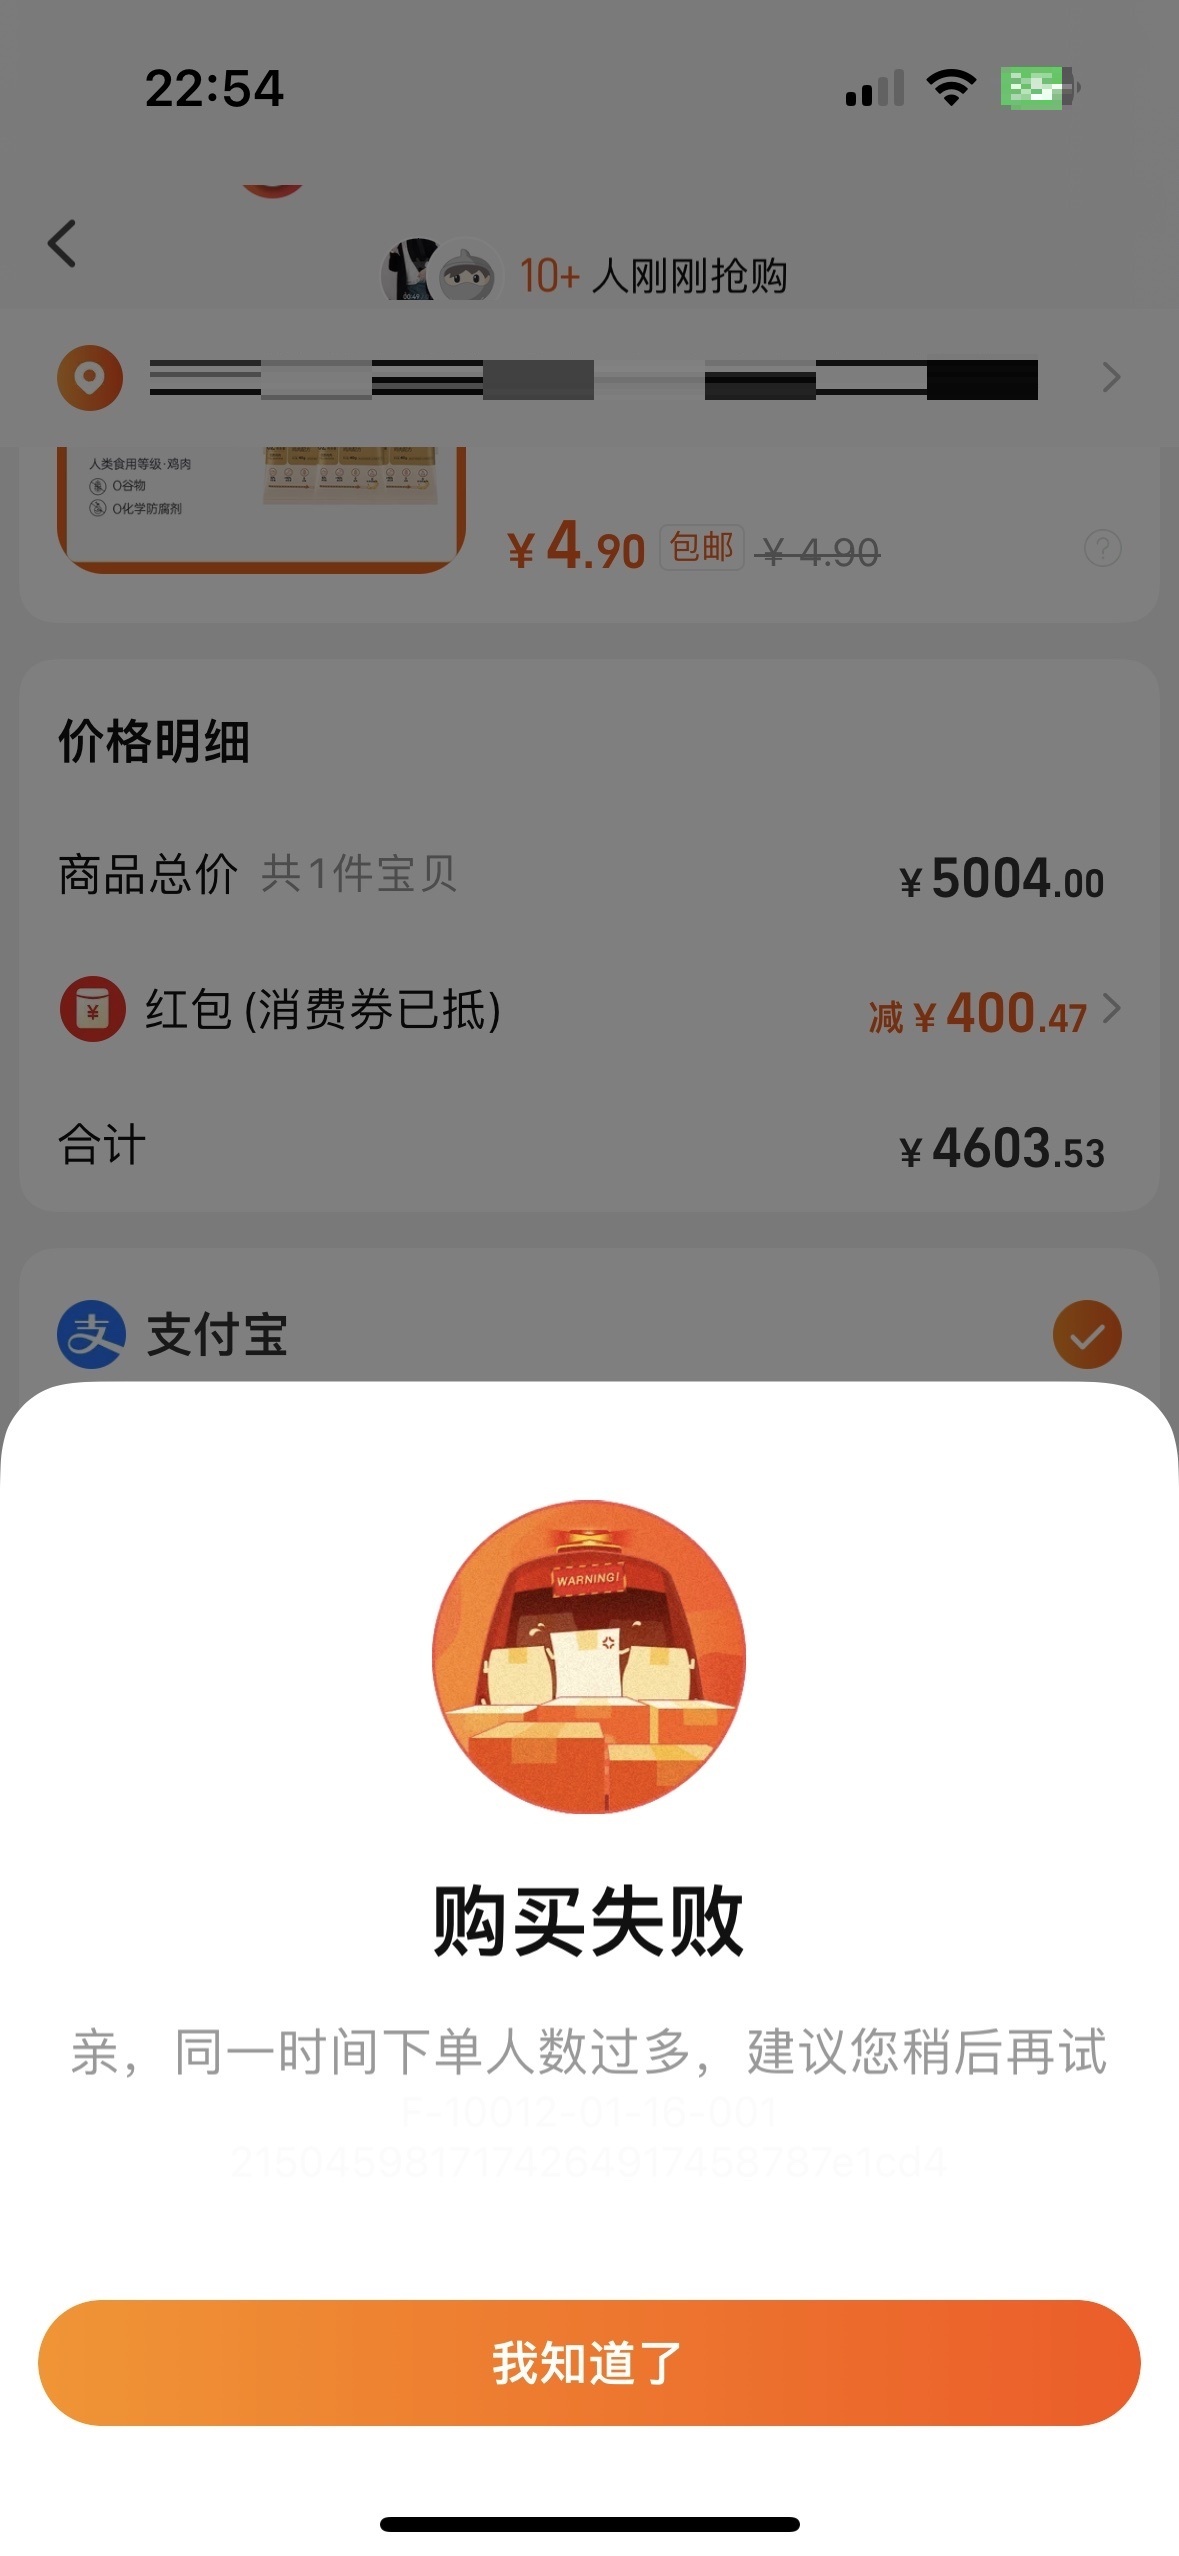 22:54
10+ 人刚刚抢购
人类食用等级·鸡肉
0谷物
0化学防腐剂
¥4.90 包邮 ¥4.90
?
价格明细
商品总价 共1件宝贝 ¥5004.00
红包(消费券已抵) 减¥400.47
合计 ¥4603.53
支付宝
WARNING!
购买失败
亲，同一时间下单人数过多，建议您稍后再试
F-10012-01-16-001
2150459817174264917458787e1cd4
我知道了